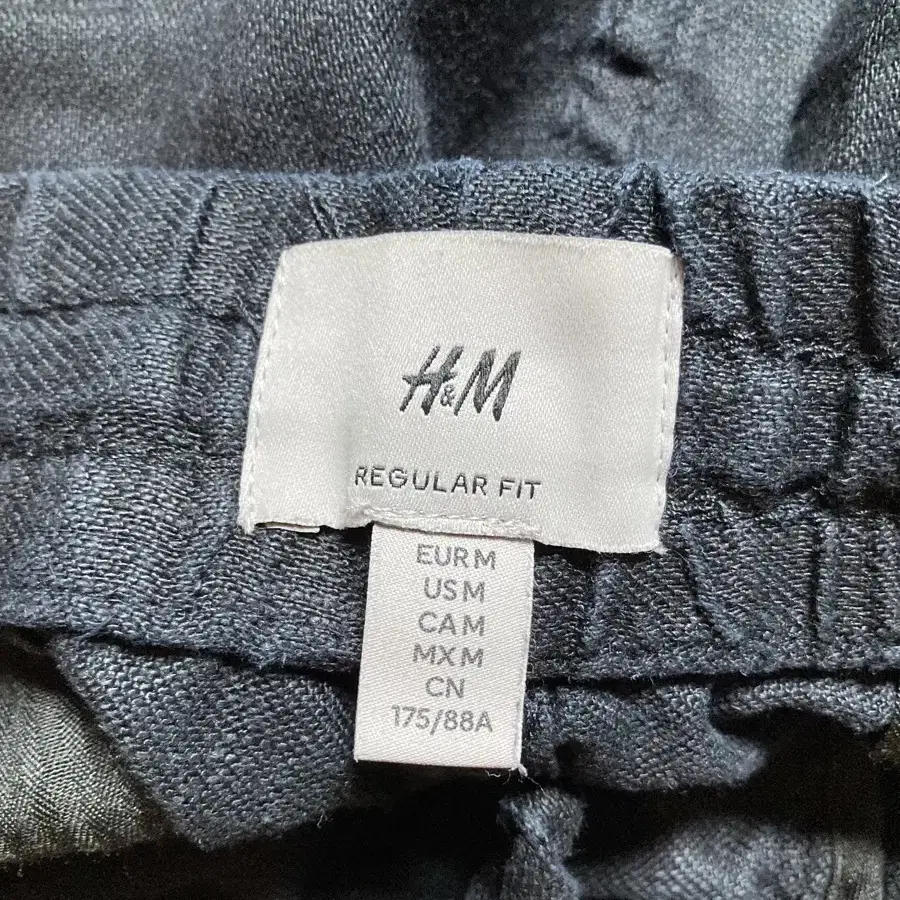 H&M
REGULAR FIT
EUR M
US M
CA M
MX M
CN
175/88A